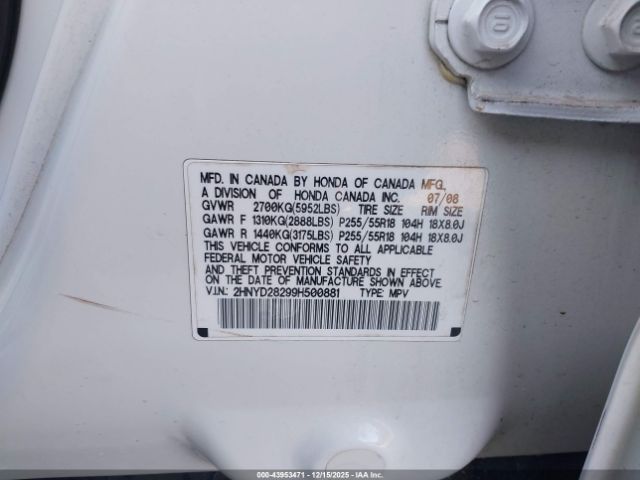 10
MFD. IN CANADA BY HONDA OF CANADA MFG.,
A DIVISION OF HONDA CANADA INC. 07/08
GVWR 2700KG(5952LBS) TIRE SIZE RIM SIZE
GAWR F 1310KG(2888LBS) P255/55R18 104H 18X8.0J
GAWR R 1440KG(3175LBS) P255/55R18 104H 18X8.0J
THIS VEHICLE CONFORMS TO ALL APPLICABLE
FEDERAL MOTOR VEHICLE SAFETY
AND THEFT PREVENTION STANDARDS IN EFFECT
ON THE DATE OF MANUFACTURE SHOWN ABOVE.
V.I.N.: 2HNYD28299H500881 TYPE: MPV
000-43953471 - 12/15/2025 - IAA Inc.